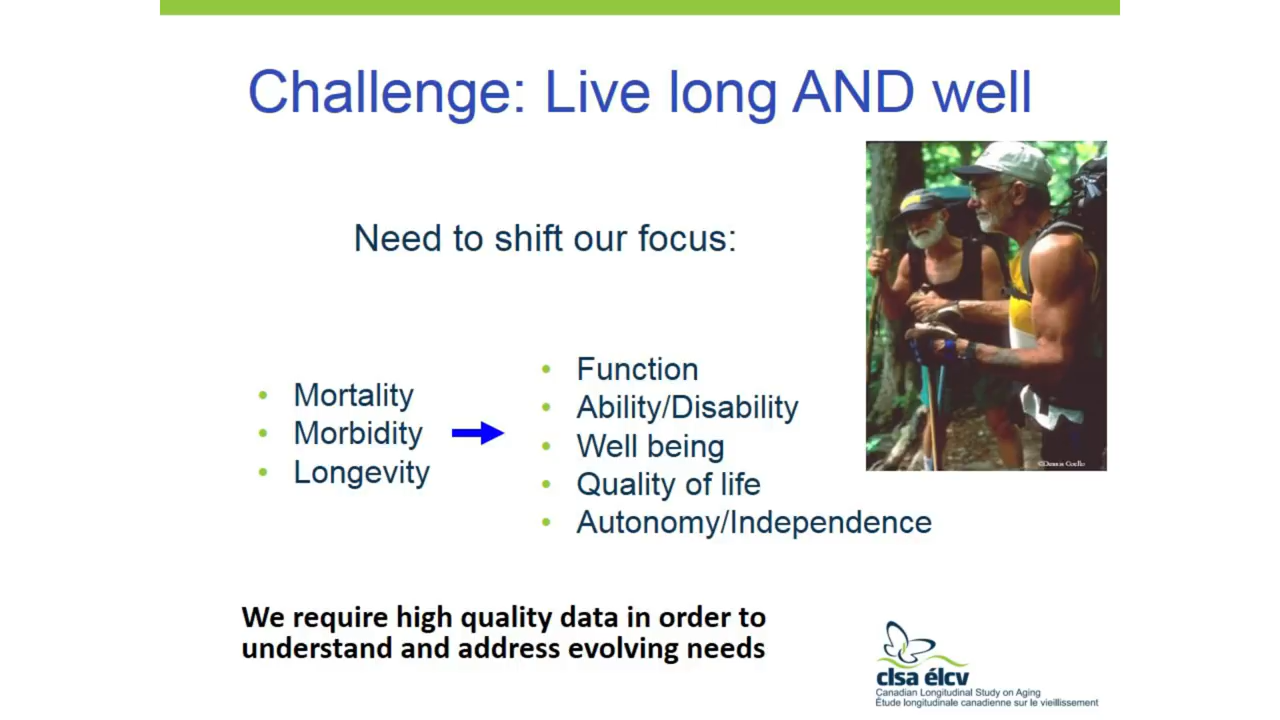 Challenge: Live long AND well
Need to shift our focus:
• Mortality
• Morbidity
• Longevity
• Function
• Ability/Disability
• Well being
• Quality of life
• Autonomy/Independence
©Dennis Coello
We require high quality data in order to
understand and address evolving needs
clsa élcv
Canadian Longitudinal Study on Aging
Étude longitudinale canadienne sur le vieillissement